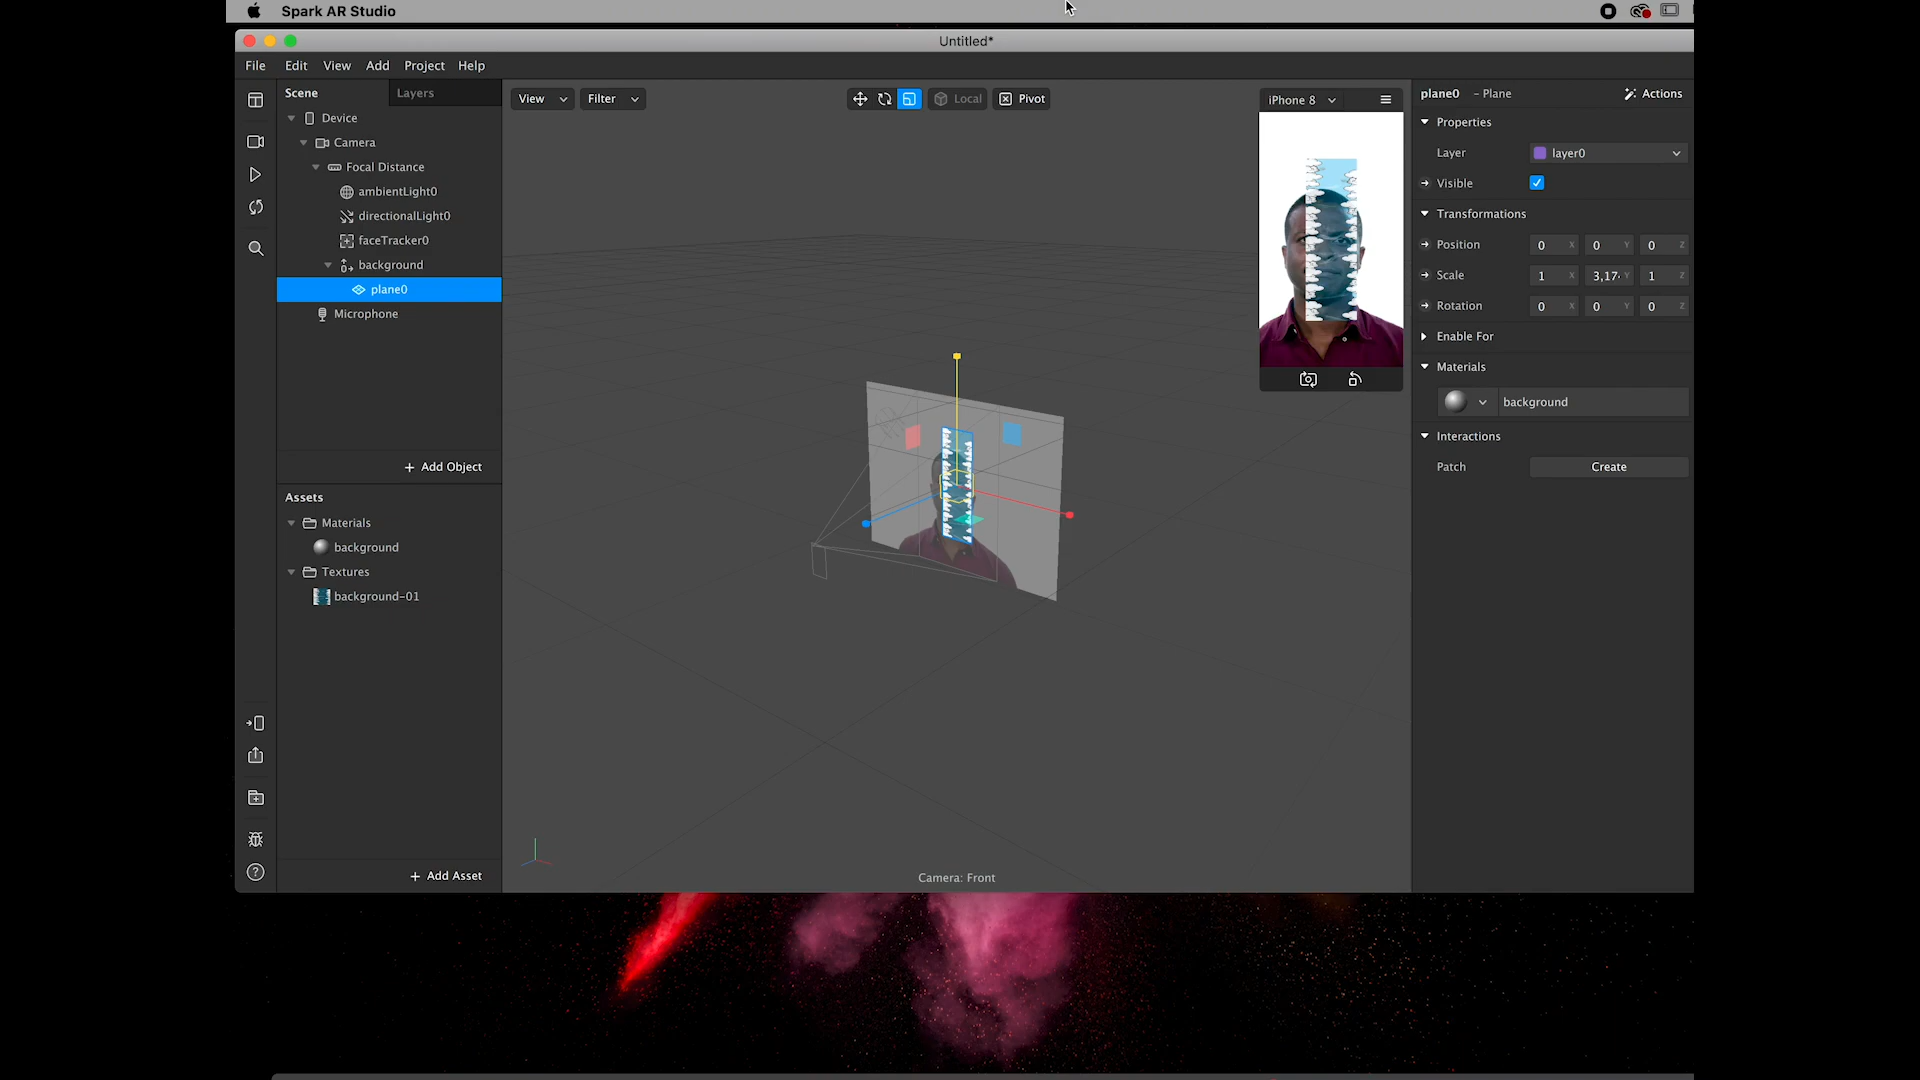 Spark AR Studio
Untitled*
File Edit View Add Project Help
Scene Layers
Device
Camera
Focal Distance
ambientLight0
directionalLight0
faceTracker0
background
plane0
Microphone
+ Add Object
Assets
Materials
background
Textures
background-01
+ Add Asset
View Filter Local Pivot
iPhone 8
Camera: Front
plane0 - Plane Actions
Properties
Layer layer0
Visible
Transformations
Position 0 X 0 Y 0 Z
Scale 1 X 3,17 Y 1 Z
Rotation 0 X 0 Y 0 Z
Enable For
Materials
background
Interactions
Patch Create